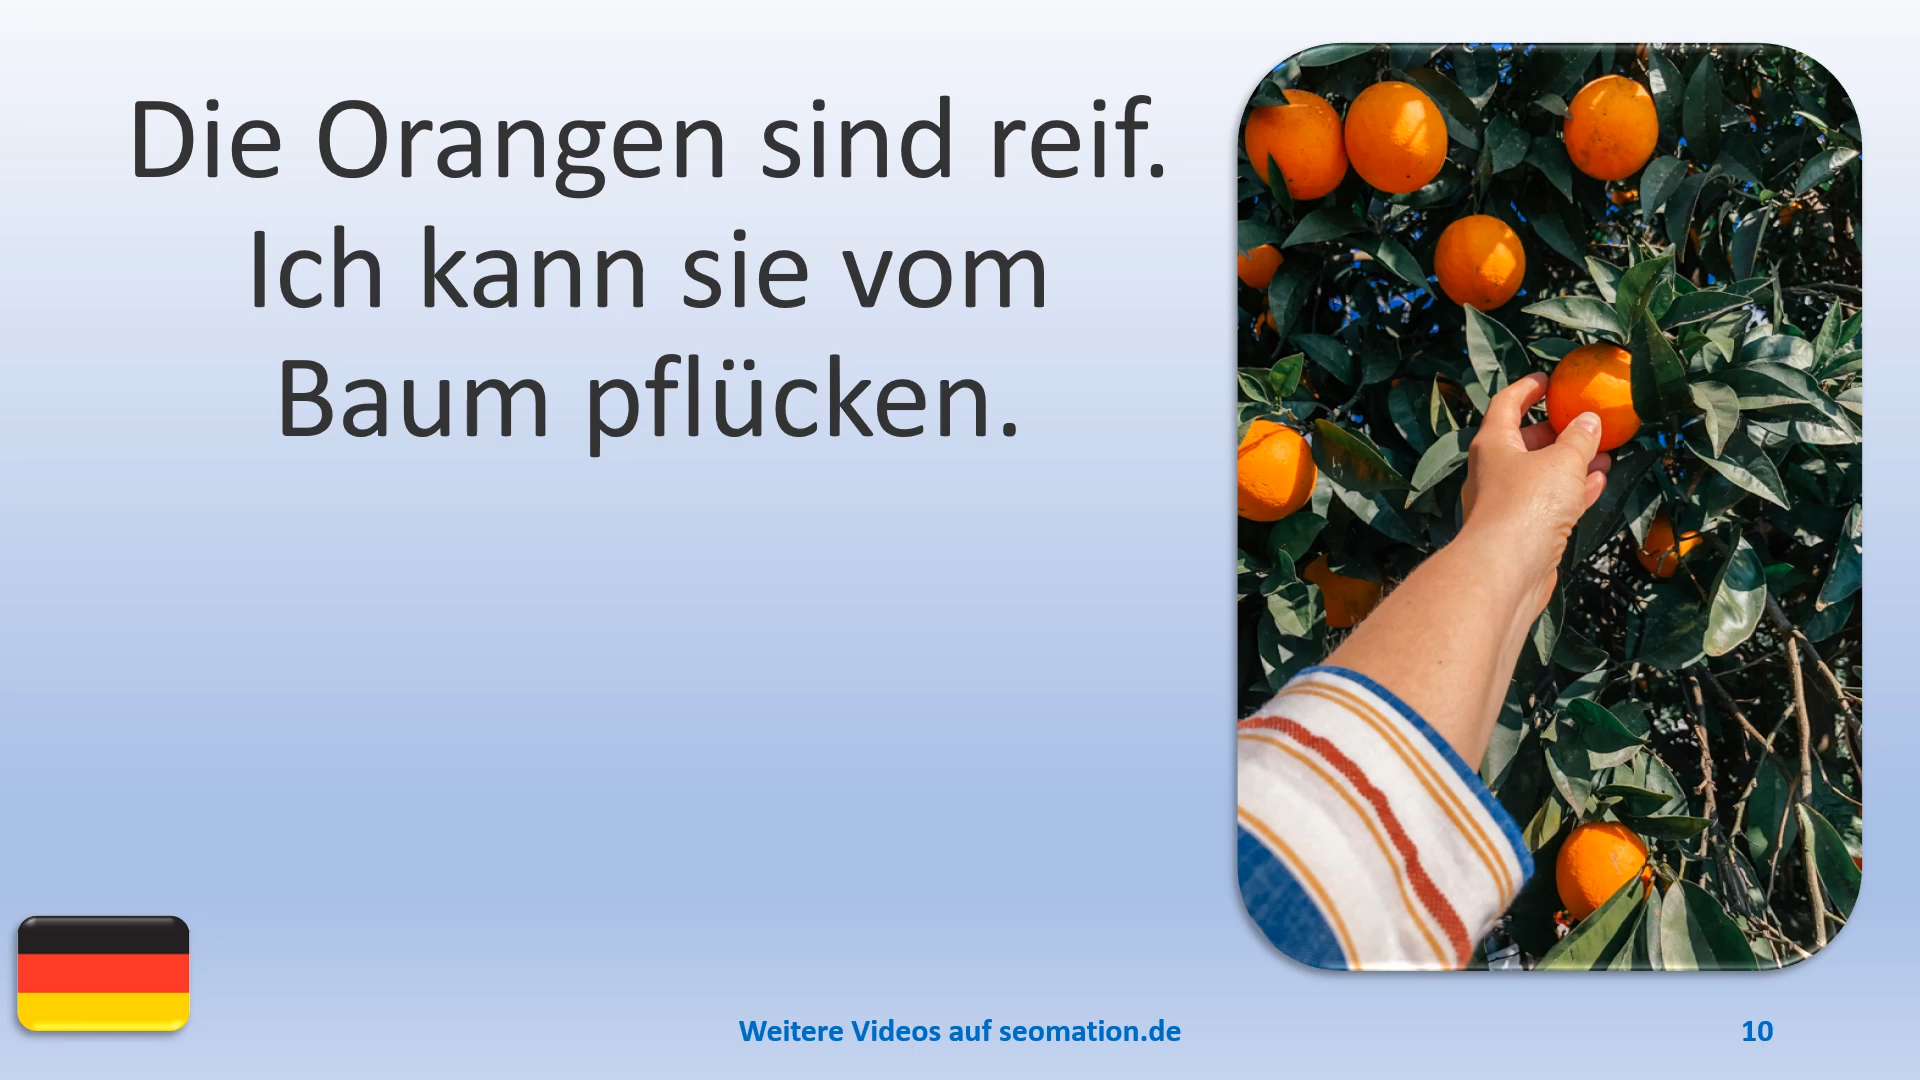 Die Orangen sind reif.
Ich kann sie vom
Baum pflücken.
Weitere Videos auf seomation.de
10